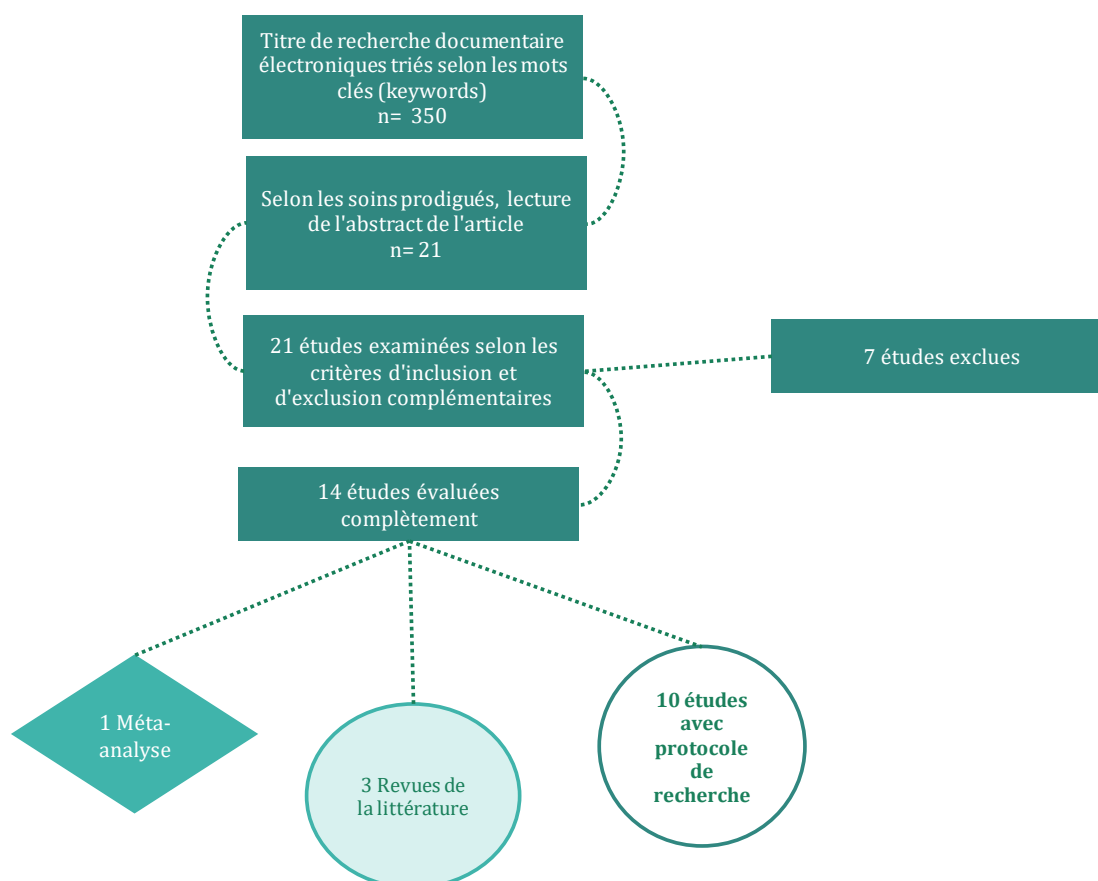 Titre de recherche documentaire
électroniques triés selon les mots
clés (keywords)
n= 350
Selon les soins prodigués, lecture
de l'abstract de l'article
n= 21
21 études examinées selon les
critères d'inclusion et
d'exclusion complémentaires
7 études exclues
14 études évaluées
complètement
1 Méta-
analyse
3 Revues de
la littérature
10 études
avec
protocole
de
recherche